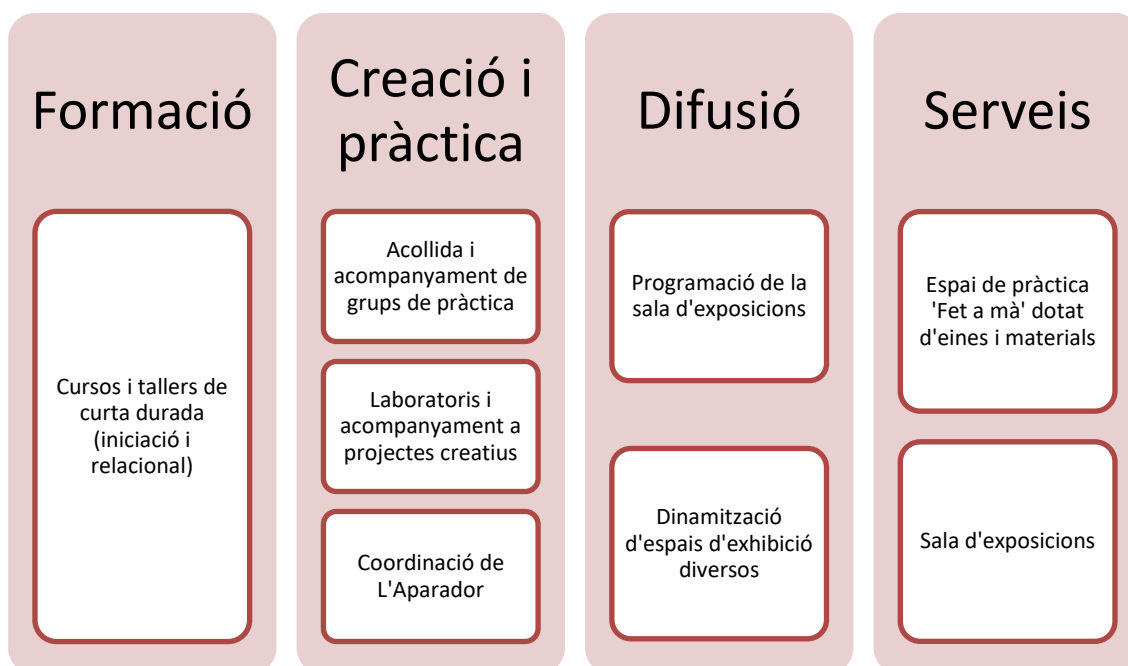 Formació
Cursos i tallers de
curta durada
(iniciació i
relacional)
Creació i
pràctica
Acollida i
acompanyament de
grups de pràctica
Laboratoris i
acompanyament a
projectes creatius
Coordinació de
L'Aparador
Difusió
Programació de la
sala d'exposicions
Dinamització
d'espais d'exhibició
diversos
Serveis
Espai de pràctica
'Fet a mà' dotat
d'eines i materials
Sala d'exposicions